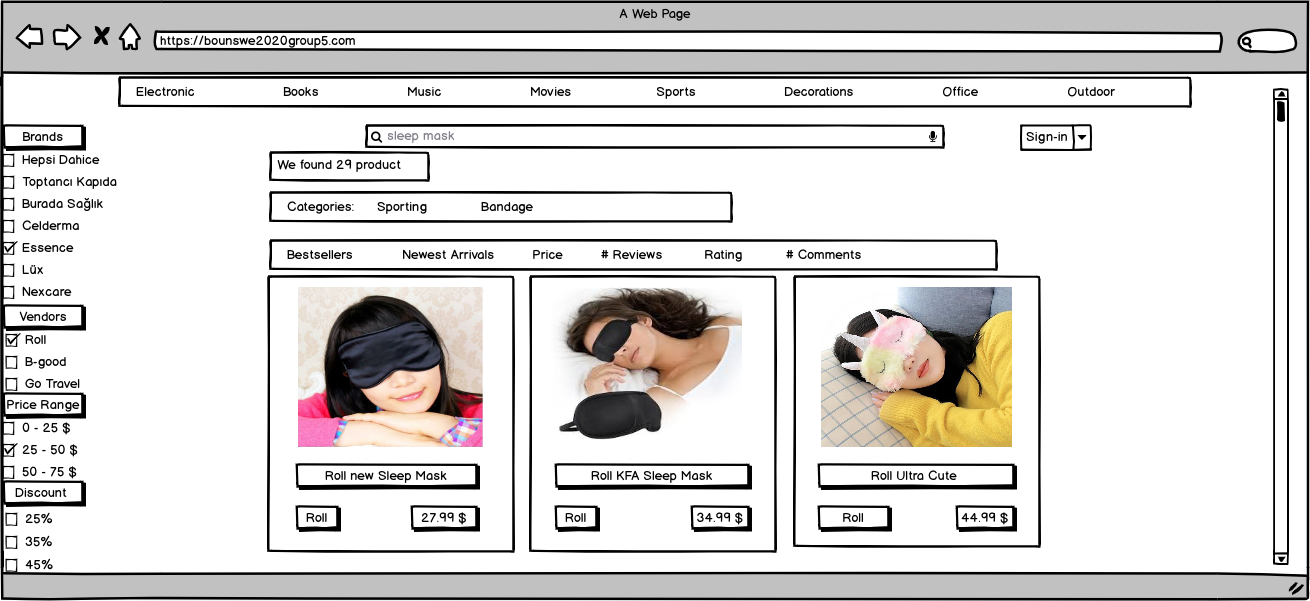 A Web Page
https://bounswe2020group5.com
Electronic Books Music Movies Sports Decorations Office Outdoor
sleep mask
Sign-in
We found 29 product
Categories: Sporting Bandage
Bestsellers Newest Arrivals Price # Reviews Rating # Comments
Brands
Hepsi Dahice
Toptancı Kapıda
Burada Sağlık
Celderma
Essence
Lüx
Nexcare
Vendors
Roll
B-good
Go Travel
Price Range
0 - 25 $
25 - 50 $
50 - 75 $
Discount
25%
35%
45%
Roll new Sleep Mask
Roll 27.99 $
Roll KFA Sleep Mask
Roll 34.99 $
Roll Ultra Cute
Roll 44.99 $